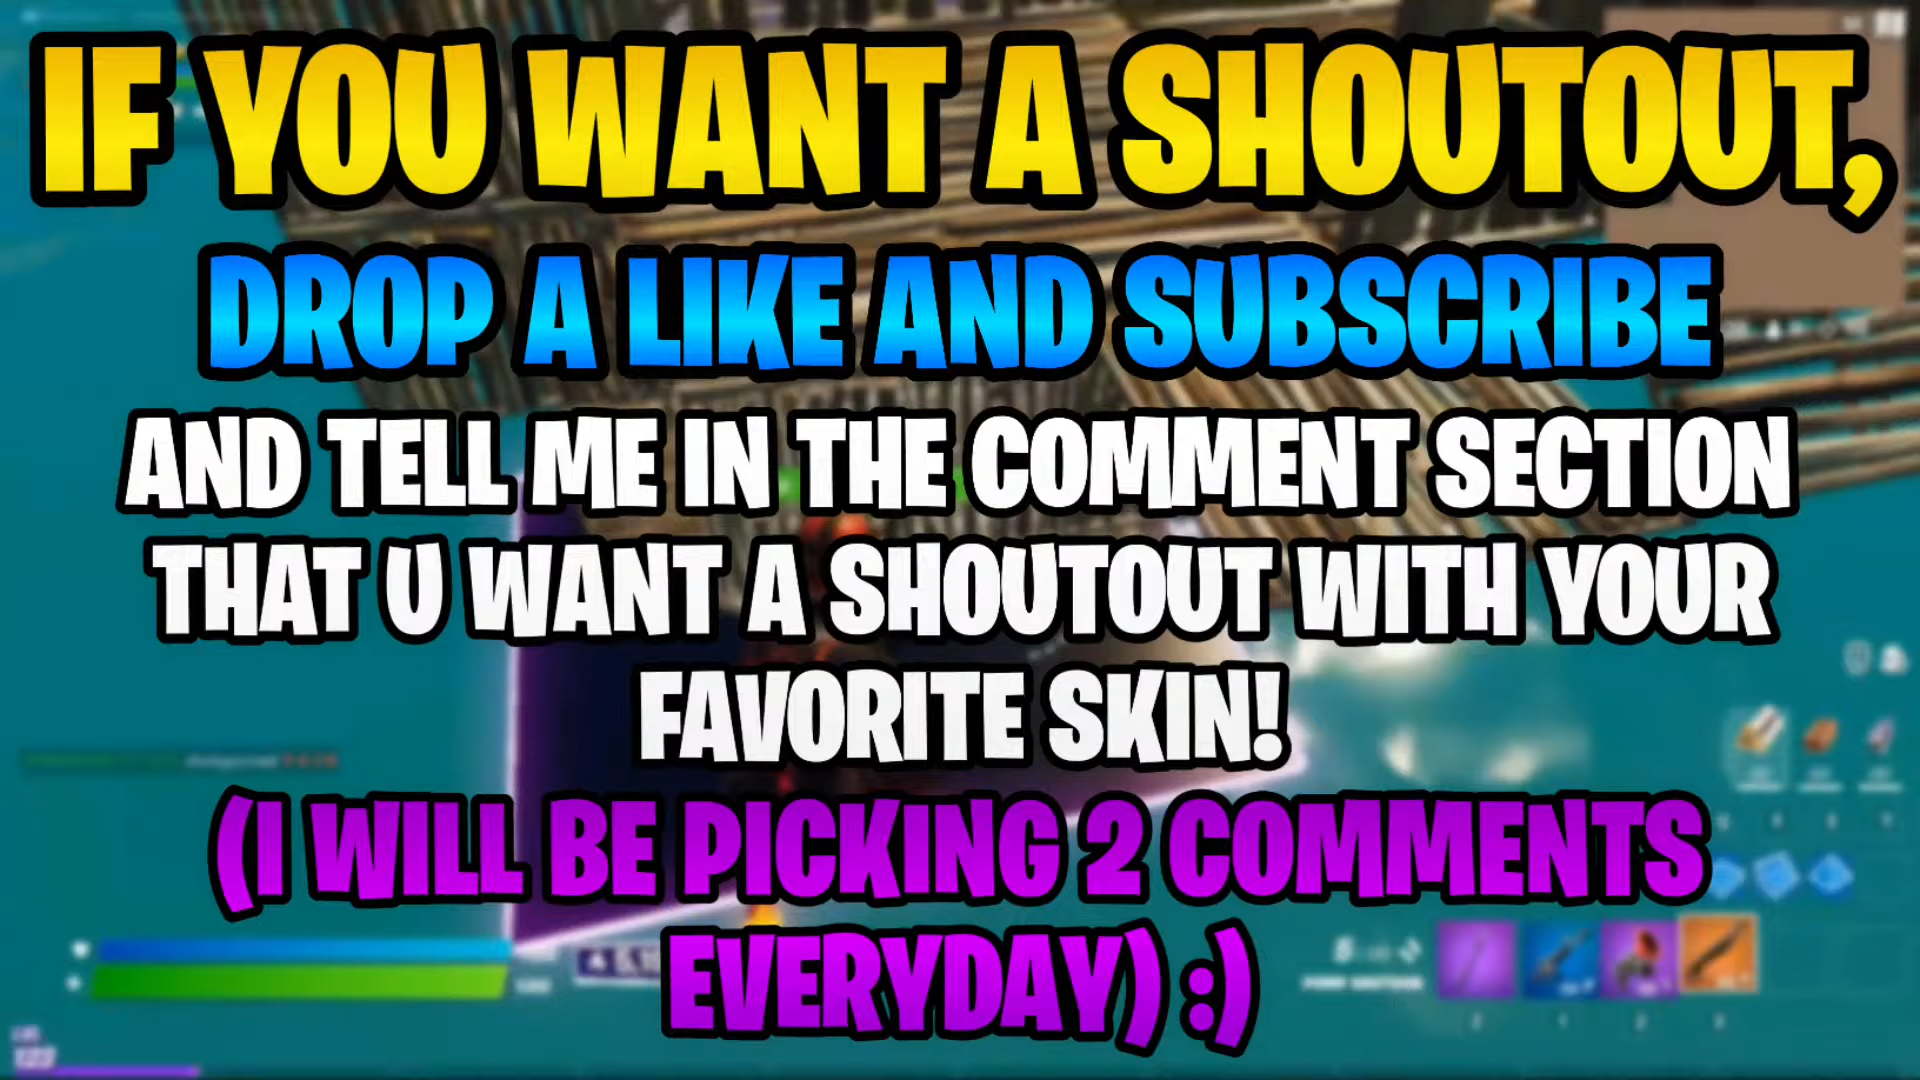 IF YOU WANT A SHOUTOUT,
DROP A LIKE AND SUBSCRIBE
AND TELL ME IN THE COMMENT SECTION
THAT U WANT A SHOUTOUT WITH YOUR
FAVORITE SKIN!
(I WILL BE PICKING 2 COMMENTS
EVERYDAY) :)